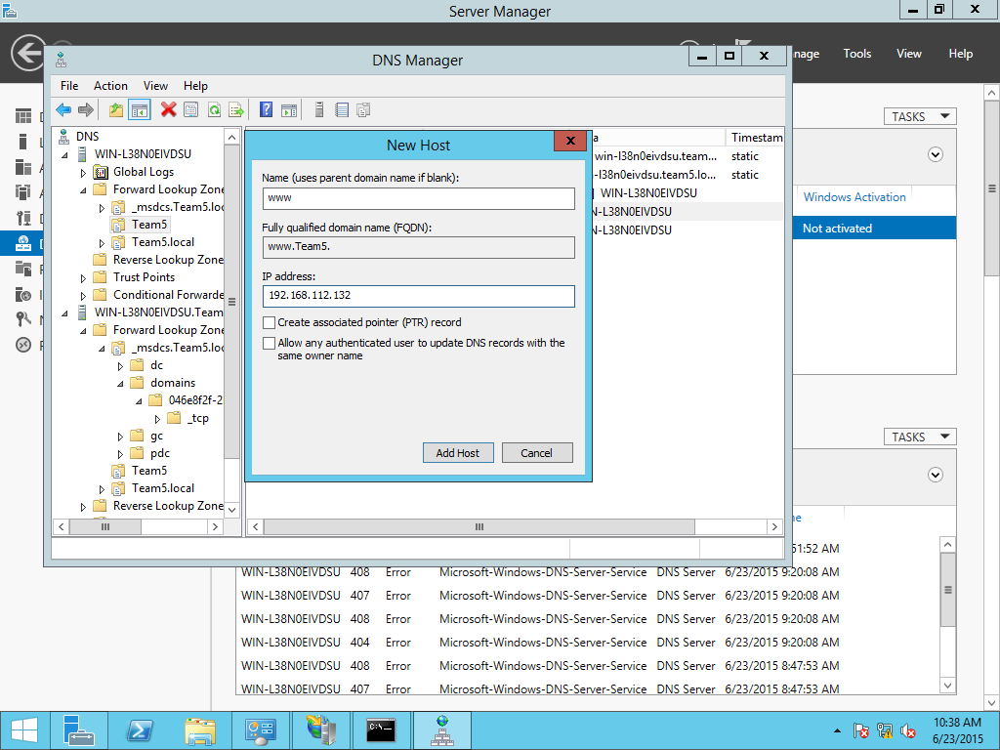 Server Manager
Tools
View
Help
DNS Manager
File Action View Help
DNS
WIN-L38N0EIVDSU
Global Logs
Forward Lookup Zone
_msdcs.Team5.loc
Team5
Team5.local
Reverse Lookup Zone
Trust Points
Conditional Forwarde
WIN-L38N0EIVDSU.Team
Forward Lookup Zone
_msdcs.Team5.loc
dc
domains
046e8f2f-2
_tcp
gc
pdc
Team5
Team5.local
Reverse Lookup Zone
Timestam
win-l38n0eivdsu.team... static
-l38n0eivdsu.team5.lo... static
WIN-L38N0EIVDSU
N-L38N0EIVDSU
N-L38N0EIVDSU
New Host
Name (uses parent domain name if blank):
www
Fully qualified domain name (FQDN):
www.Team5.
IP address:
192.168.112.132
Create associated pointer (PTR) record
Allow any authenticated user to update DNS records with the
same owner name
Add Host Cancel
TASKS
Windows Activation
Not activated
TASKS
51:52 AM
WIN-L38N0EIVDSU 408 Error Microsoft-Windows-DNS-Server-Service DNS Server 6/23/2015 9:20:08 AM
WIN-L38N0EIVDSU 407 Error Microsoft-Windows-DNS-Server-Service DNS Server 6/23/2015 9:20:08 AM
WIN-L38N0EIVDSU 408 Error Microsoft-Windows-DNS-Server-Service DNS Server 6/23/2015 9:20:08 AM
WIN-L38N0EIVDSU 404 Error Microsoft-Windows-DNS-Server-Service DNS Server 6/23/2015 9:20:08 AM
WIN-L38N0EIVDSU 408 Error Microsoft-Windows-DNS-Server-Service DNS Server 6/23/2015 8:47:53 AM
WIN-L38N0EIVDSU 407 Error Microsoft-Windows-DNS-Server-Service DNS Server 6/23/2015 8:47:53 AM
10:38 AM
6/23/2015